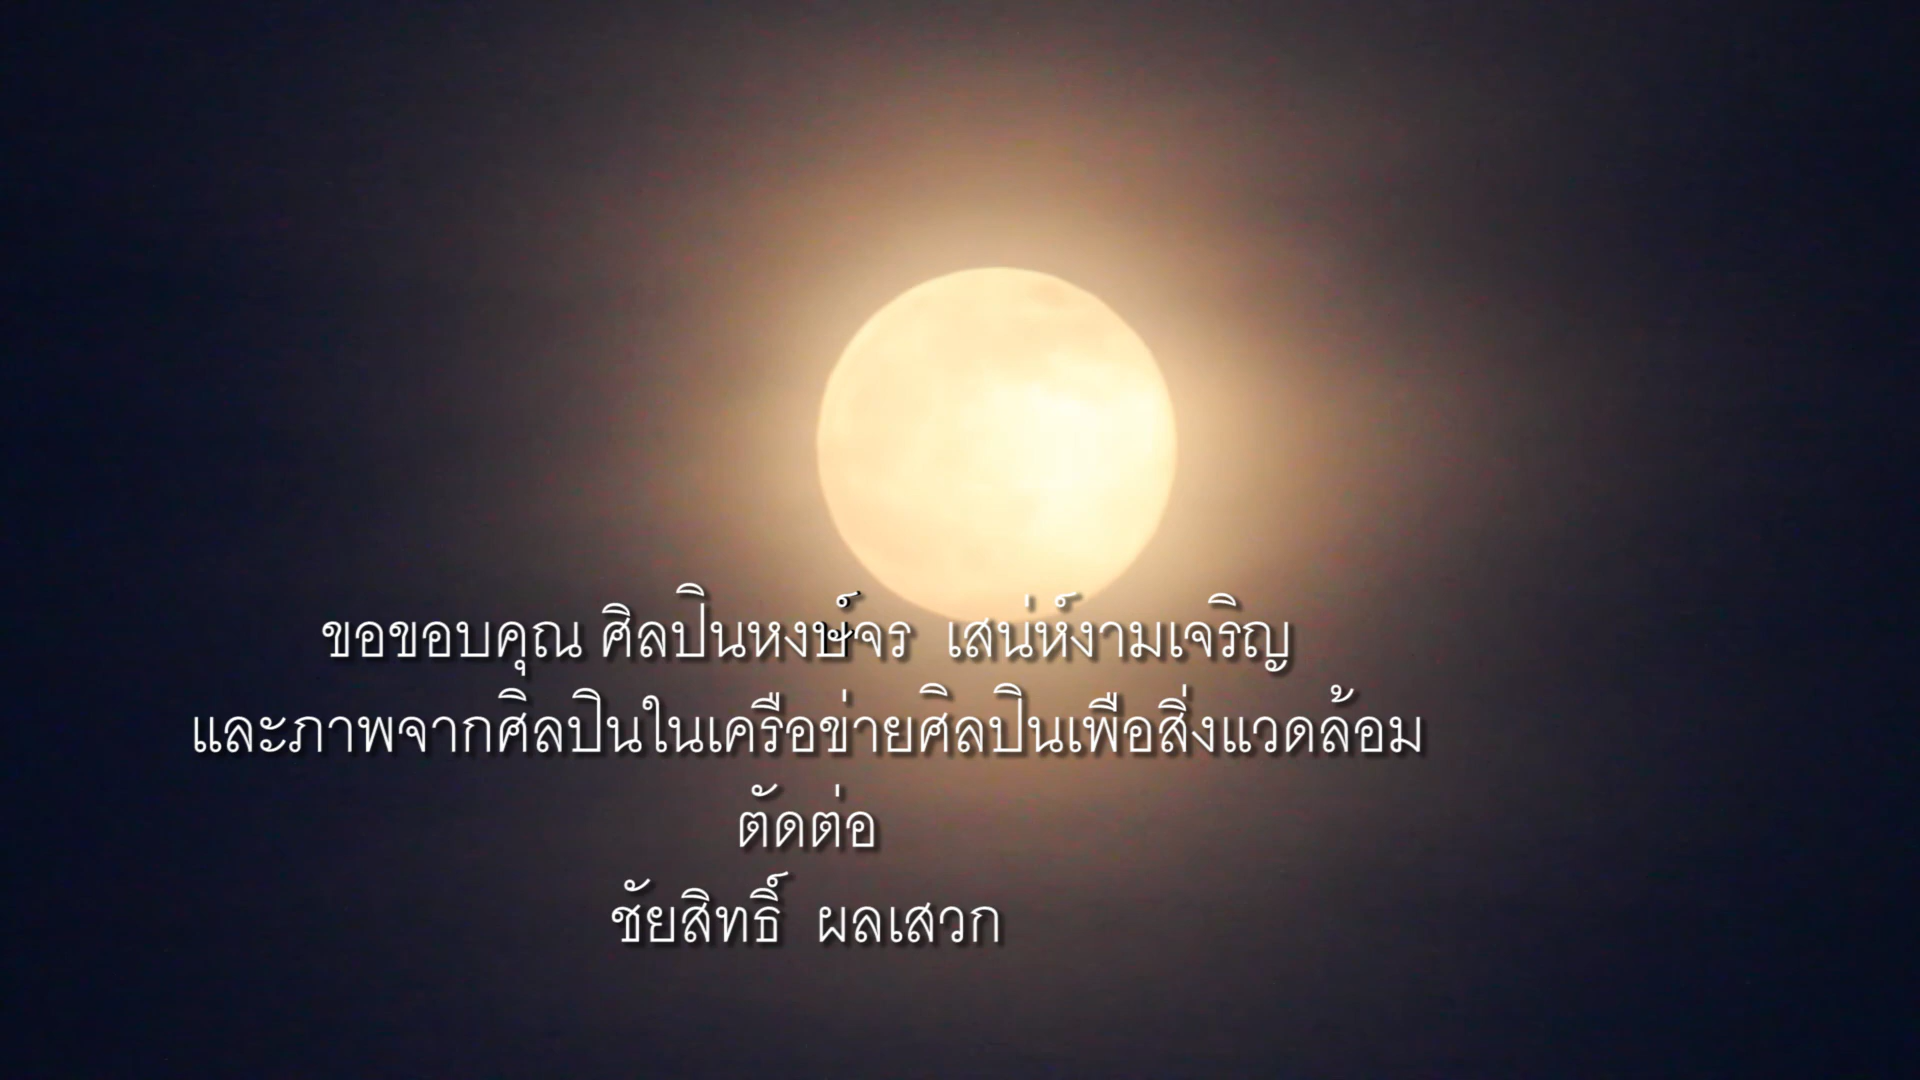 ขอขอบคุณ ศิลปินหงษ์จร  เสน่ห์งามเจริญ
และภาพจากศิลปินในเครือข่ายศิลปินเพือสิ่งแวดล้อม
ตัดต่อ
ชัยสิทธิ์  ผลเสวก